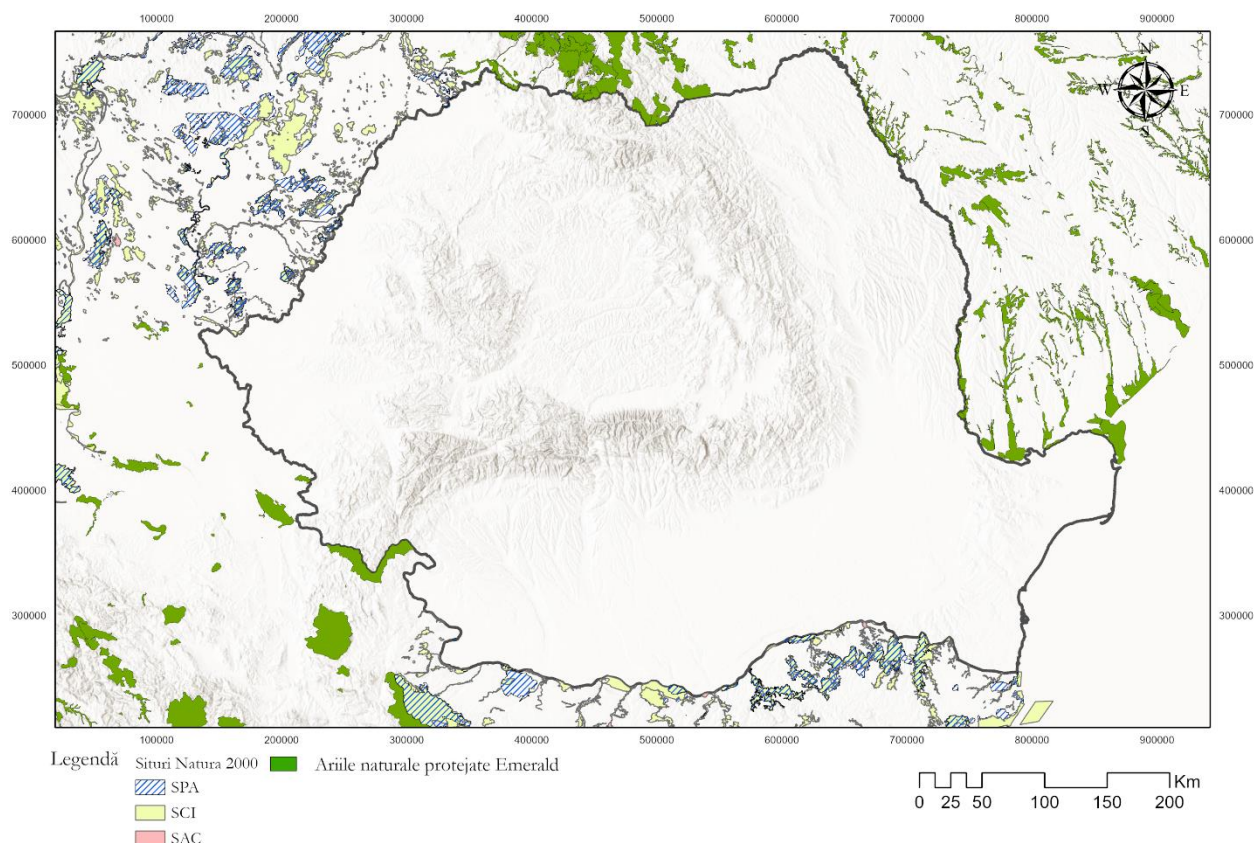 100000 200000 300000 400000 500000 600000 700000 800000 900000
N
W E
S
700000 700000
600000 600000
500000 500000
400000 400000
300000 300000
100000 200000 300000 400000 500000 600000 700000 800000 900000
Legendă Situri Natura 2000 Ariile naturale protejate Emerald
SPA
SCI
SAC
Km
0 25 50 100 150 200